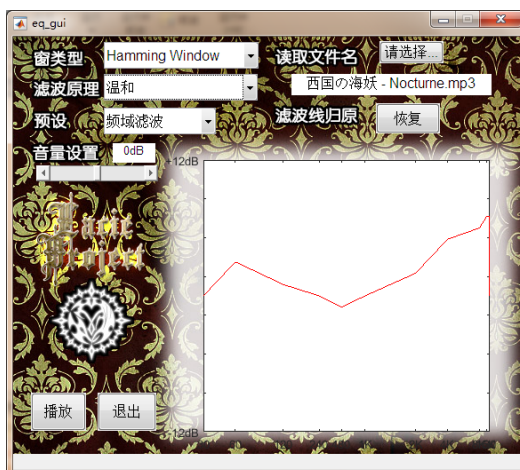 eq_gui
窗类型 Hamming Window 读取文件名 请选择...
滤波原理 温和 西国の海妖 - Nocturne.mp3
预设 频域滤波 滤波线归原 恢复
音量设置 0dB
+12dB
Laric
Project
播放 退出
-12dB